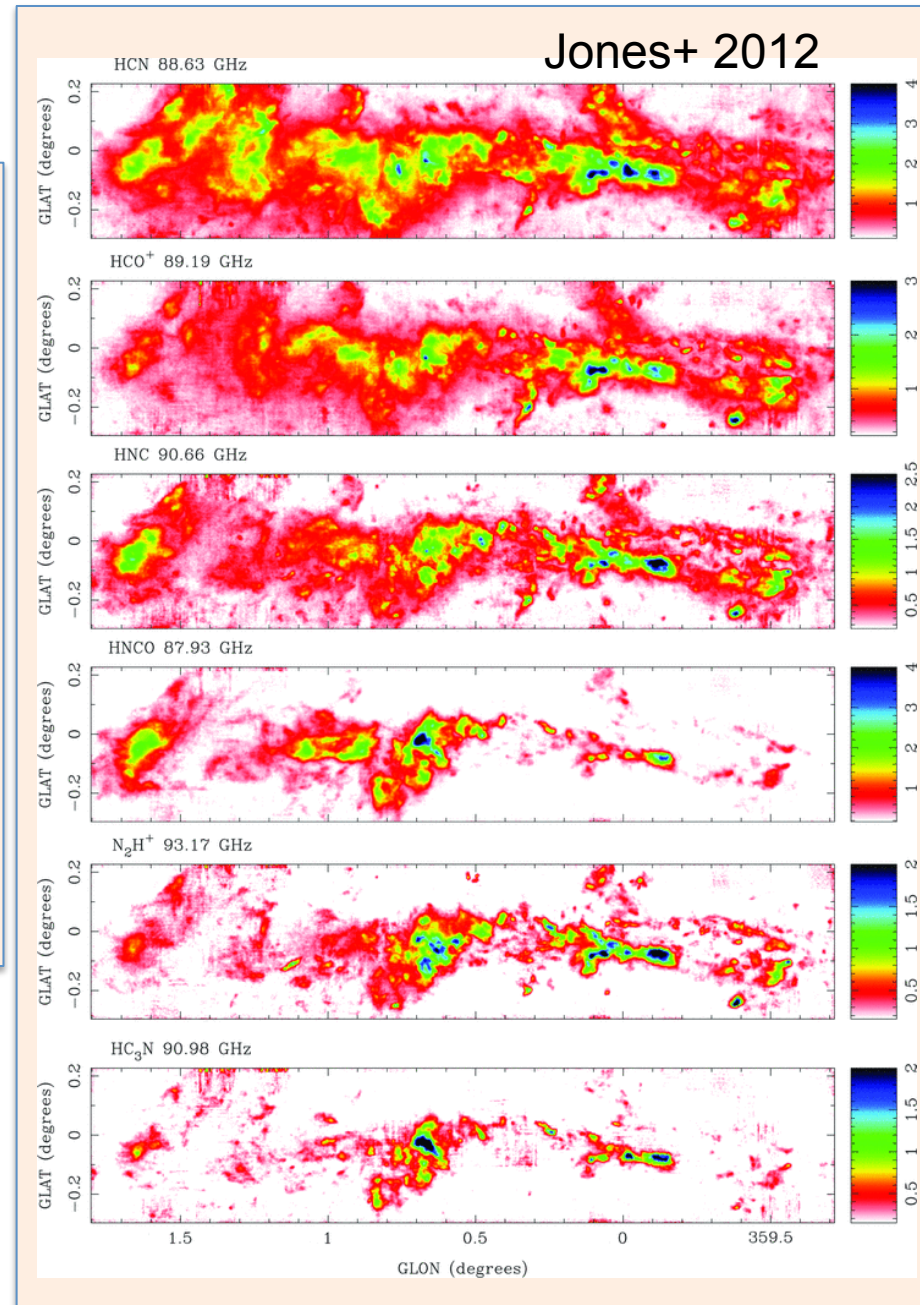 Jones+ 2012
HCN 88.63 GHz
GLAT (degrees)
0.2
0
−0.2
4
3
2
1
HCO⁺ 89.19 GHz
GLAT (degrees)
0.2
0
−0.2
3
2
1
HNC 90.66 GHz
GLAT (degrees)
0.2
0
−0.2
2.5
2
1.5
1
0.5
HNCO 87.93 GHz
GLAT (degrees)
0.2
0
−0.2
4
3
2
1
N₂H⁺ 93.17 GHz
GLAT (degrees)
0.2
0
−0.2
2
1.5
1
0.5
HC₃N 90.98 GHz
GLAT (degrees)
0.2
0
−0.2
2
1.5
1
0.5
1.5 1 0.5 0 359.5
GLON (degrees)